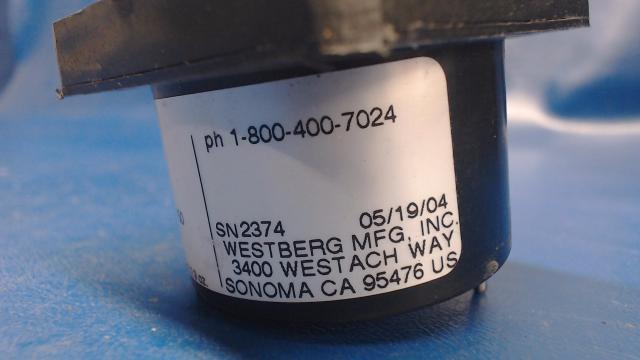 ph 1-800-400-7024
SN2374 05/19/04
WESTBERG MFG, INC.
3400 WESTACH WAY
SONOMA CA 95476 US
oz.